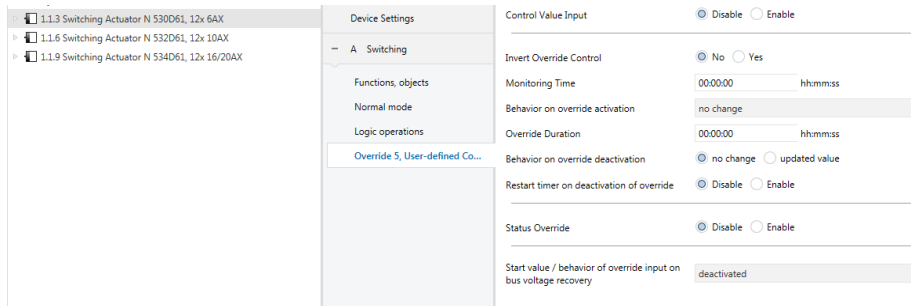 1.1.3 Switching Actuator N 530D61, 12x 6AX
1.1.6 Switching Actuator N 532D61, 12x 10AX
1.1.9 Switching Actuator N 534D61, 12x 16/20AX
Device Settings
A Switching
Functions, objects
Normal mode
Logic operations
Override 5, User-defined Co...
Control Value Input Disable Enable
Invert Override Control No Yes
Monitoring Time 00:00:00 hh:mm:ss
Behavior on override activation no change
Override Duration 00:00:00 hh:mm:ss
Behavior on override deactivation no change updated value
Restart timer on deactivation of override Disable Enable
Status Override Disable Enable
Start value / behavior of override input on
bus voltage recovery deactivated